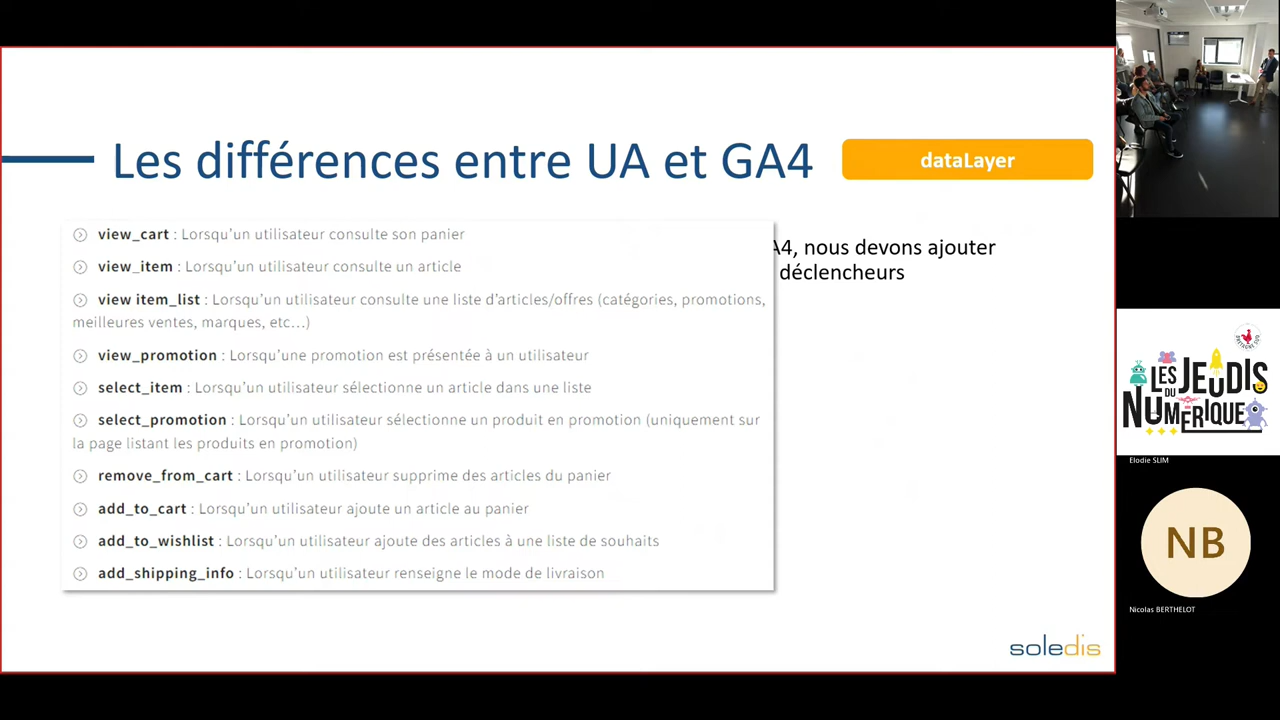 Les différences entre UA et GA4
dataLayer
view_cart : Lorsqu'un utilisateur consulte son panier
view_item : Lorsqu'un utilisateur consulte un article
view item_list : Lorsqu'un utilisateur consulte une liste d'articles/offres (catégories, promotions,
meilleures ventes, marques, etc…)
view_promotion : Lorsqu'une promotion est présentée à un utilisateur
select_item : Lorsqu'un utilisateur sélectionne un article dans une liste
select_promotion : Lorsqu'un utilisateur sélectionne un produit en promotion (uniquement sur
la page listant les produits en promotion)
remove_from_cart : Lorsqu'un utilisateur supprime des articles du panier
add_to_cart : Lorsqu'un utilisateur ajoute un article au panier
add_to_wishlist : Lorsqu'un utilisateur ajoute des articles à une liste de souhaits
add_shipping_info : Lorsqu'un utilisateur renseigne le mode de livraison
A4, nous devons ajouter
déclencheurs
soledis
LES JEUDIS
DU
NUMÉRIQUE
Elodie SLIM
NB
Nicolas BERTHELOT